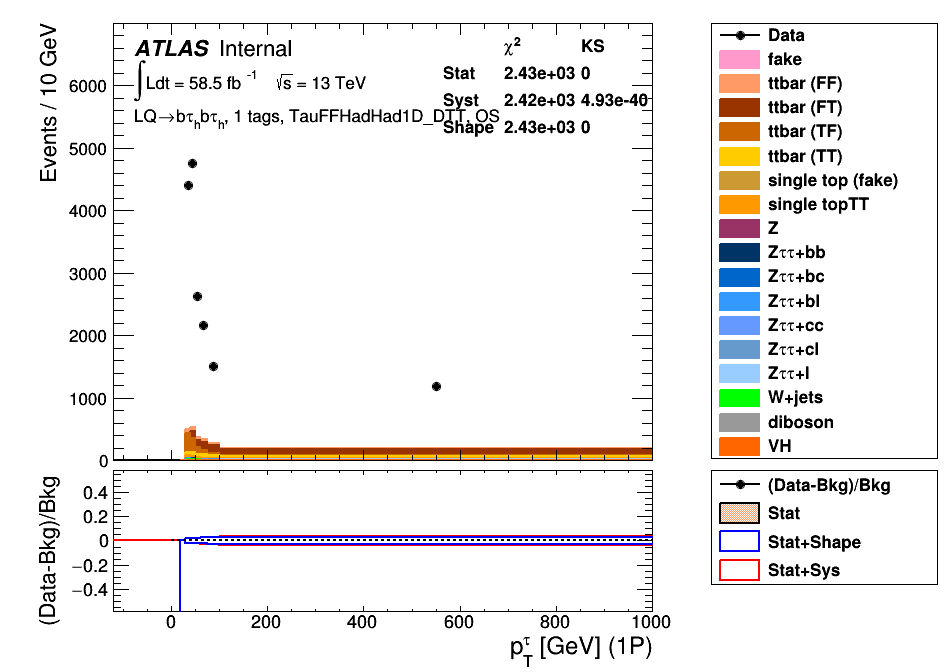 Events / 10 GeV
6000
5000
4000
3000
2000
1000
0
ATLAS Internal
∫Ldt = 58.5 fb⁻¹ √s = 13 TeV
LQ→bτ_h bτ_h, 1 tags, TauFFHadHad1D_DTT, OS
χ² KS
Stat 2.43e+03 0
Syst 2.42e+03 4.93e-40
Shape 2.43e+03 0
Data
fake
ttbar (FF)
ttbar (FT)
ttbar (TF)
ttbar (TT)
single top (fake)
single topTT
Z
Zττ+bb
Zττ+bc
Zττ+bl
Zττ+cc
Zττ+cl
Zττ+l
W+jets
diboson
VH
(Data-Bkg)/Bkg
0.4
0.2
0
−0.2
−0.4
0 200 400 600 800 1000
p_T^τ [GeV] (1P)
(Data-Bkg)/Bkg
Stat
Stat+Shape
Stat+Sys